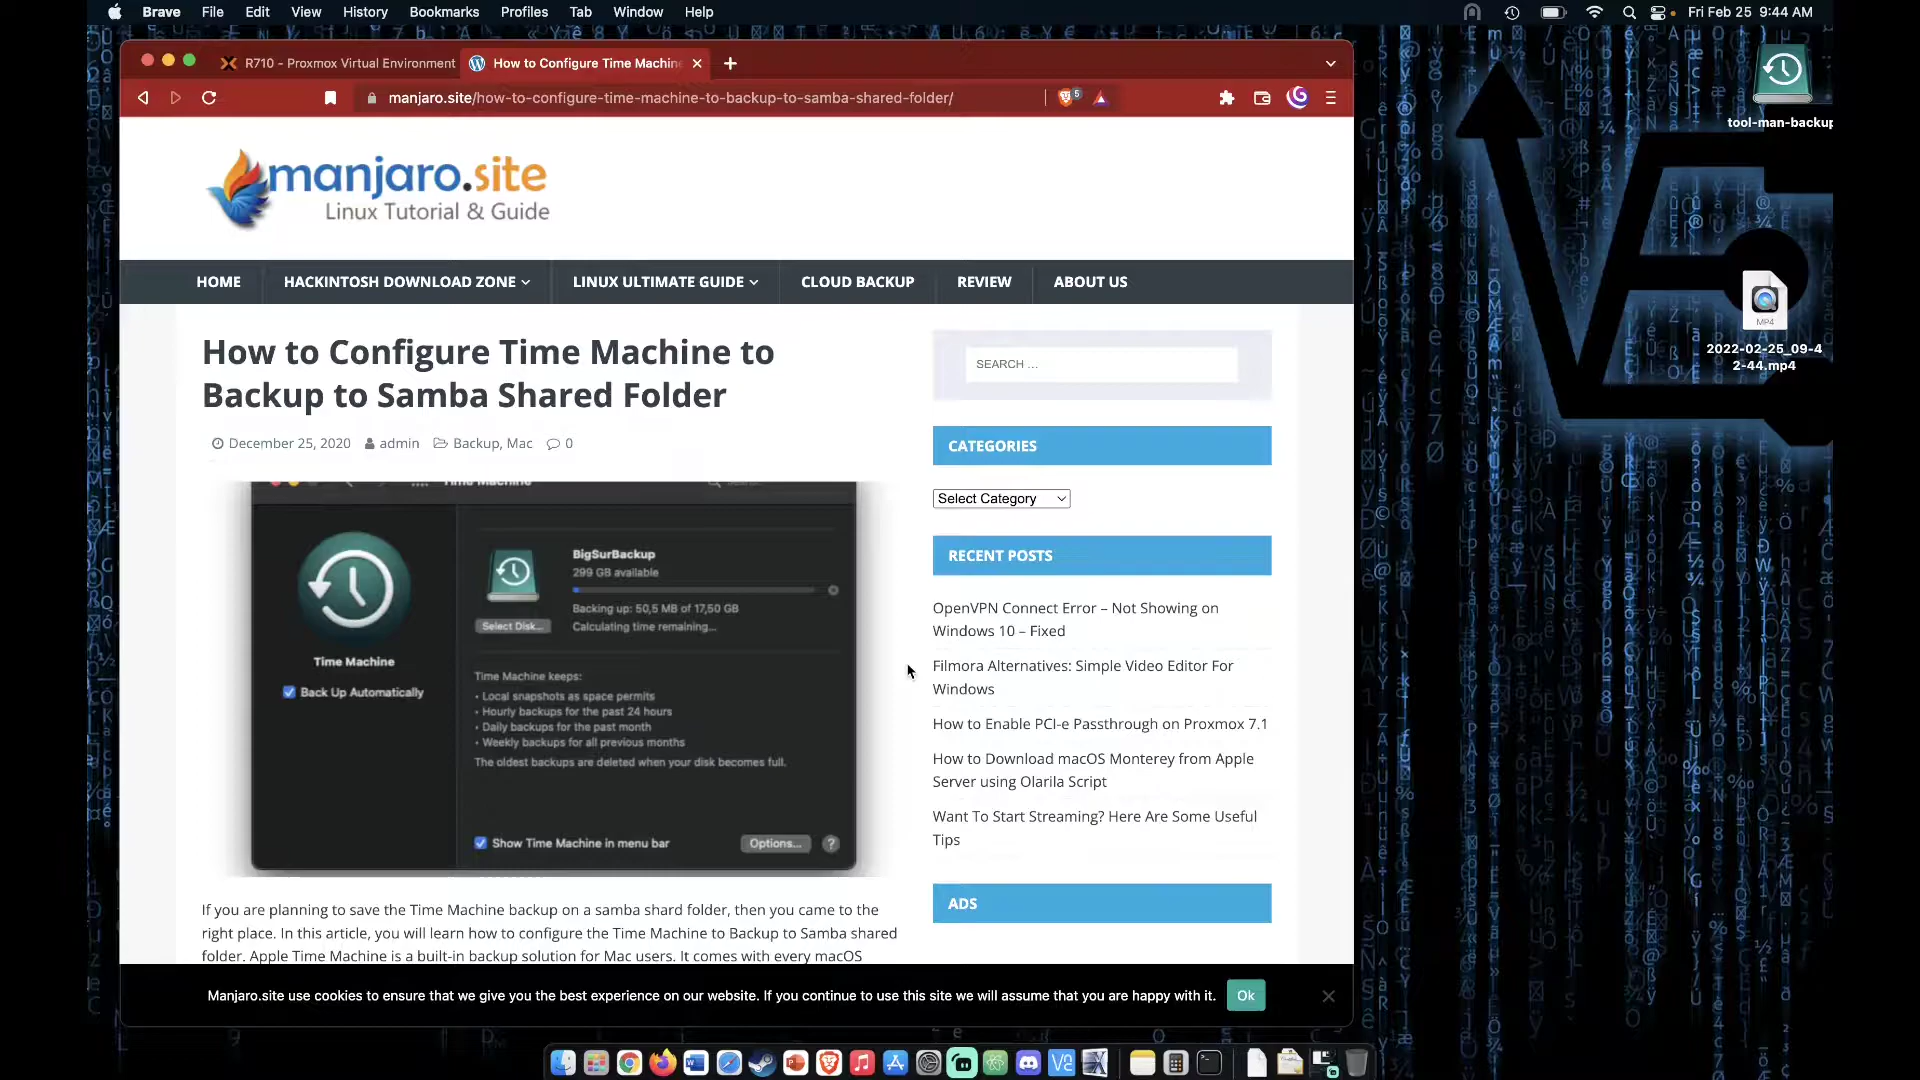 Brave File Edit View History Bookmarks Profiles Tab Window Help
Fri Feb 25 9:44 AM
R710 - Proxmox Virtual Environment
How to Configure Time Machine
manjaro.site/how-to-configure-time-machine-to-backup-to-samba-shared-folder/
5
tool-man-backup
MP4
2022-02-25_09-4
2-44.mp4
manjaro.site
Linux Tutorial & Guide
HOME
HACKINTOSH DOWNLOAD ZONE
LINUX ULTIMATE GUIDE
CLOUD BACKUP
REVIEW
ABOUT US
How to Configure Time Machine to
Backup to Samba Shared Folder
December 25, 2020 admin Backup, Mac 0
Time Machine
BigSurBackup
299 GB available
Backing up: 50,5 MB of 17,50 GB
Calculating time remaining...
Select Disk...
Time Machine
Back Up Automatically
Time Machine keeps:
• Local snapshots as space permits
• Hourly backups for the past 24 hours
• Daily backups for the past month
• Weekly backups for all previous months
The oldest backups are deleted when your disk becomes full.
Show Time Machine in menu bar
Options...
?
If you are planning to save the Time Machine backup on a samba shard folder, then you came to the
right place. In this article, you will learn how to configure the Time Machine to Backup to Samba shared
folder. Apple Time Machine is a built-in backup solution for Mac users. It comes with every macOS
SEARCH ...
CATEGORIES
Select Category
RECENT POSTS
OpenVPN Connect Error – Not Showing on
Windows 10 – Fixed
Filmora Alternatives: Simple Video Editor For
Windows
How to Enable PCI-e Passthrough on Proxmox 7.1
How to Download macOS Monterey from Apple
Server using Olarila Script
Want To Start Streaming? Here Are Some Useful
Tips
ADS
Manjaro.site use cookies to ensure that we give you the best experience on our website. If you continue to use this site we will assume that you are happy with it.
Ok